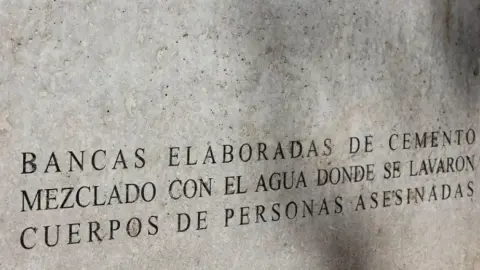 BANCAS ELABORADAS DE CEMENTO
MEZCLADO CON EL AGUA DONDE SE LAVARON
CUERPOS DE PERSONAS ASESINADAS